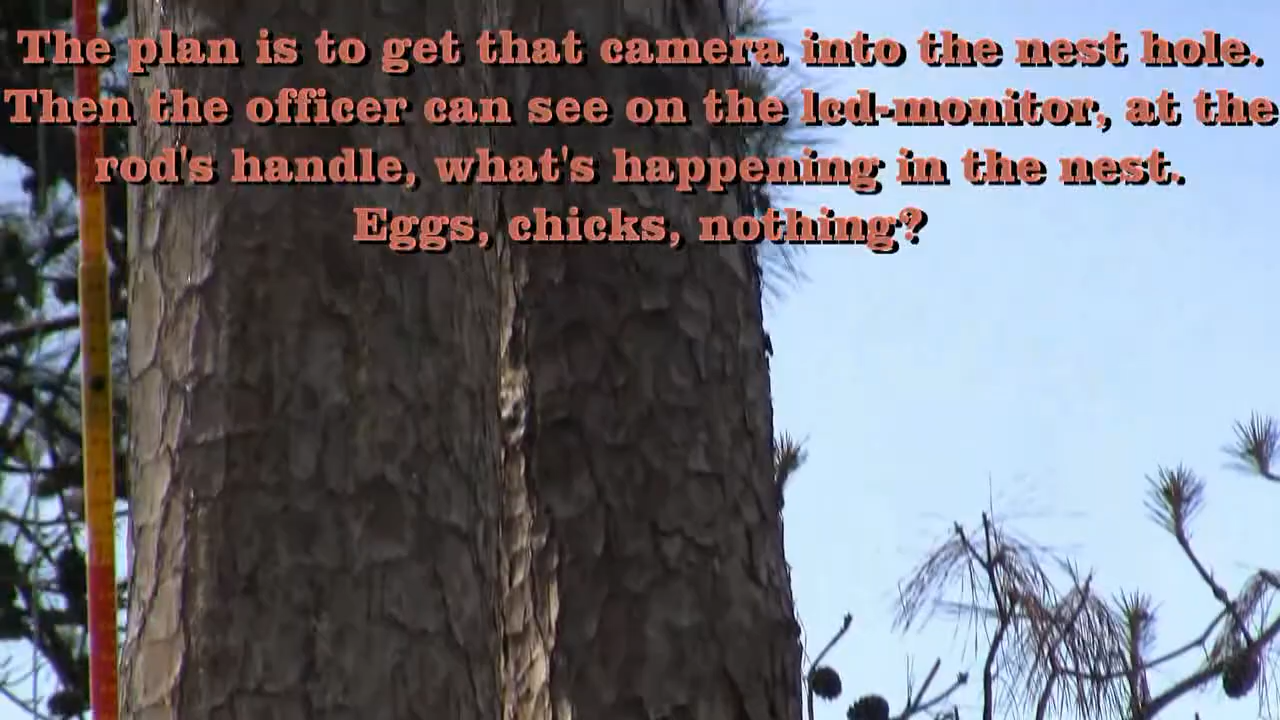 The plan is to get that camera into the nest hole.
Then the officer can see on the lcd-monitor, at the
rod's handle, what's happening in the nest.
Eggs, chicks, nothing?